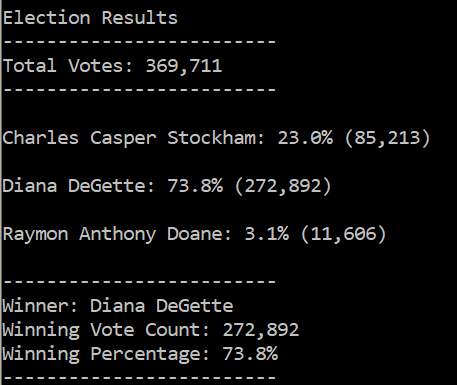 Election Results
-------------------------
Total Votes: 369,711
-------------------------
Charles Casper Stockham: 23.0% (85,213)
Diana DeGette: 73.8% (272,892)
Raymon Anthony Doane: 3.1% (11,606)
-------------------------
Winner: Diana DeGette
Winning Vote Count: 272,892
Winning Percentage: 73.8%
-------------------------